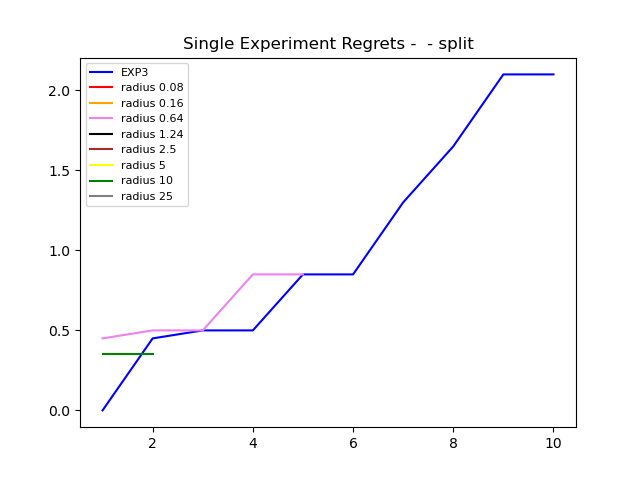 Single Experiment Regrets -  - split
EXP3
radius 0.08
radius 0.16
radius 0.64
radius 1.24
radius 2.5
radius 5
radius 10
radius 25
2.0
1.5
1.0
0.5
0.0
2 4 6 8 10